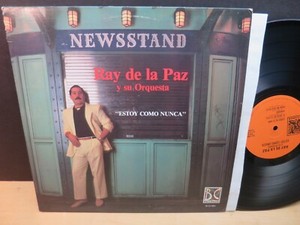 NEWSSTAND
Ray de la Paz
y su Orquesta
"ESTOY COMO NUNCA"